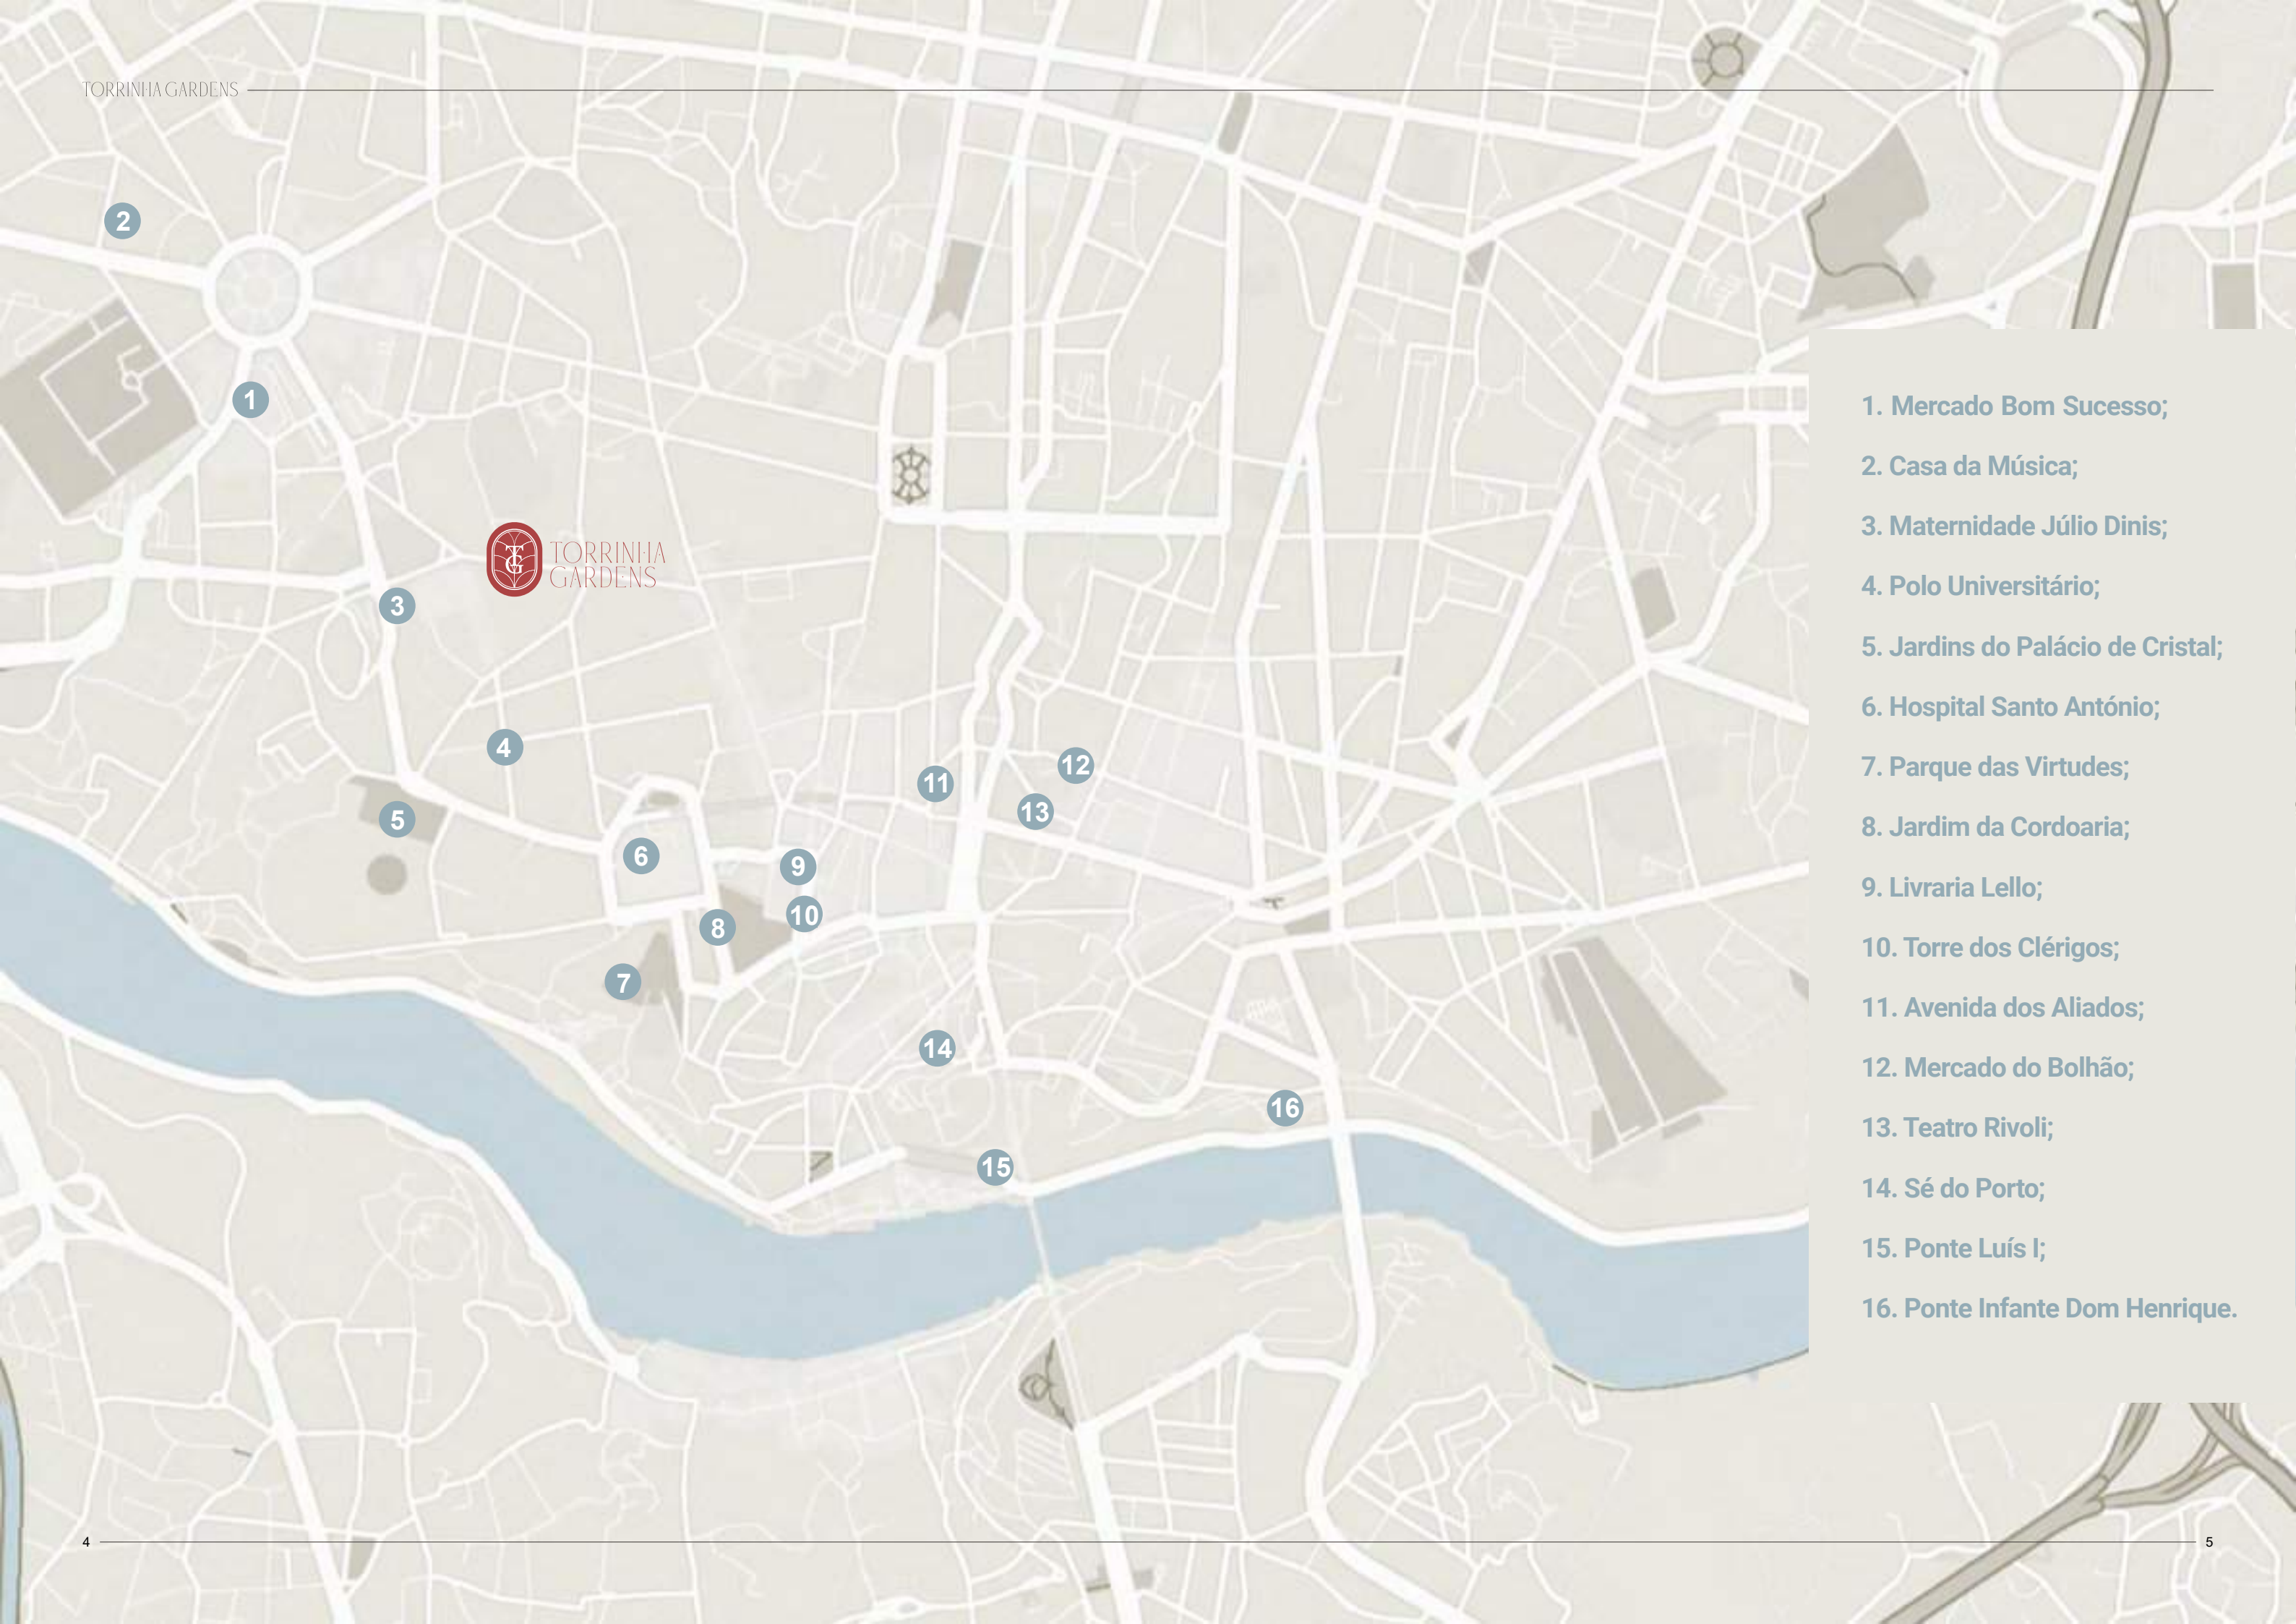 TORRINHA GARDENS
2
1
TORRINHA
GARDENS
3
4
5
6
7
8
9
10
11
12
13
14
15
16
1. Mercado Bom Sucesso;
2. Casa da Música;
3. Maternidade Júlio Dinis;
4. Polo Universitário;
5. Jardins do Palácio de Cristal;
6. Hospital Santo António;
7. Parque das Virtudes;
8. Jardim da Cordoaria;
9. Livraria Lello;
10. Torre dos Clérigos;
11. Avenida dos Aliados;
12. Mercado do Bolhão;
13. Teatro Rivoli;
14. Sé do Porto;
15. Ponte Luís I;
16. Ponte Infante Dom Henrique.
4
5